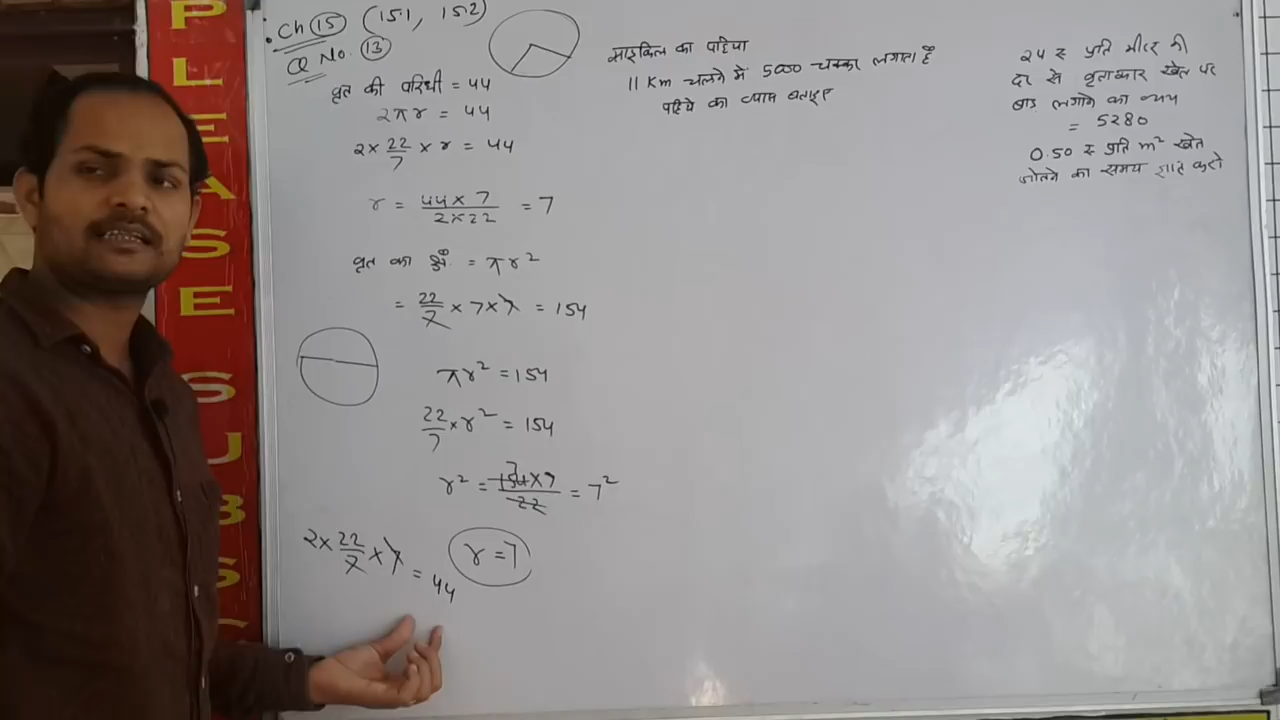 PLEASE SUBS
Ch 15 (15.1, 15.2)
Q No. 13
वृत की परिधी = 44
2πr = 44
2 × 22/7 × r = 44
r = 44 × 7 / 2 × 22 = 7
वृत का क्षे॰ = πr²
= 22/7 × 7 × 7 = 154
πr² = 154
22/7 × r² = 154
r² = 154 × 7 / 22 = 7²
7
r = 7
2 × 22/7 × 7 = 44
साइकिल का पहिया
11 Km चलने में 5000 चक्कर लगाता है
पहिये का व्यास बताइए
24 रु प्रति मीटर की
दर से वृताकार खेत पर
बाड लगाने का व्यय
= 5280
0.50 रु प्रति m² खेत
जोतने का समय ज्ञात करो